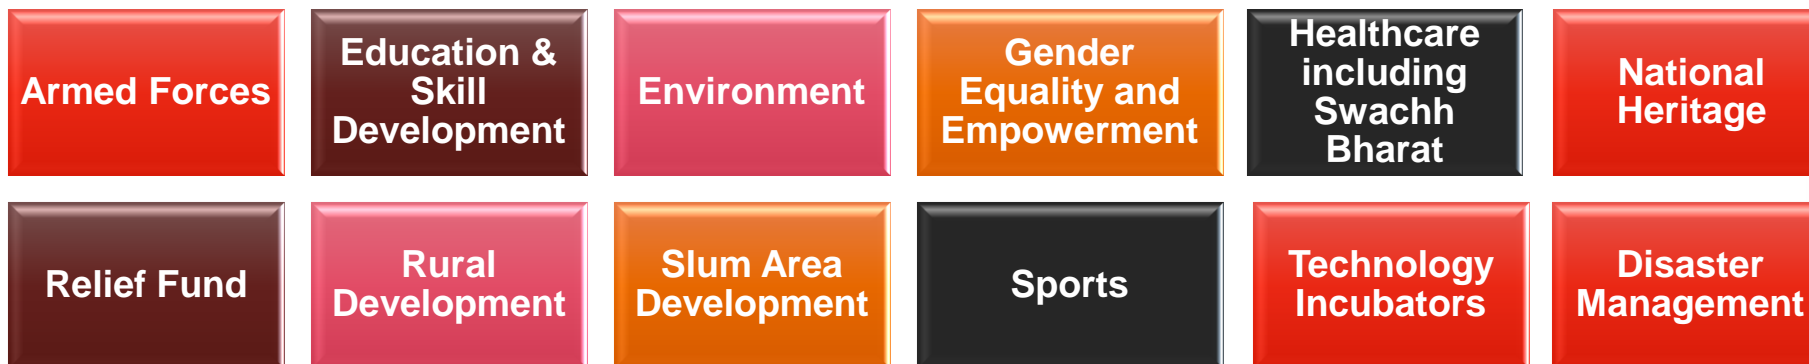 Armed Forces
Education &
Skill
Development
Environment
Gender
Equality and
Empowerment
Healthcare
including
Swachh
Bharat
National
Heritage
Relief Fund
Rural
Development
Slum Area
Development
Sports
Technology
Incubators
Disaster
Management